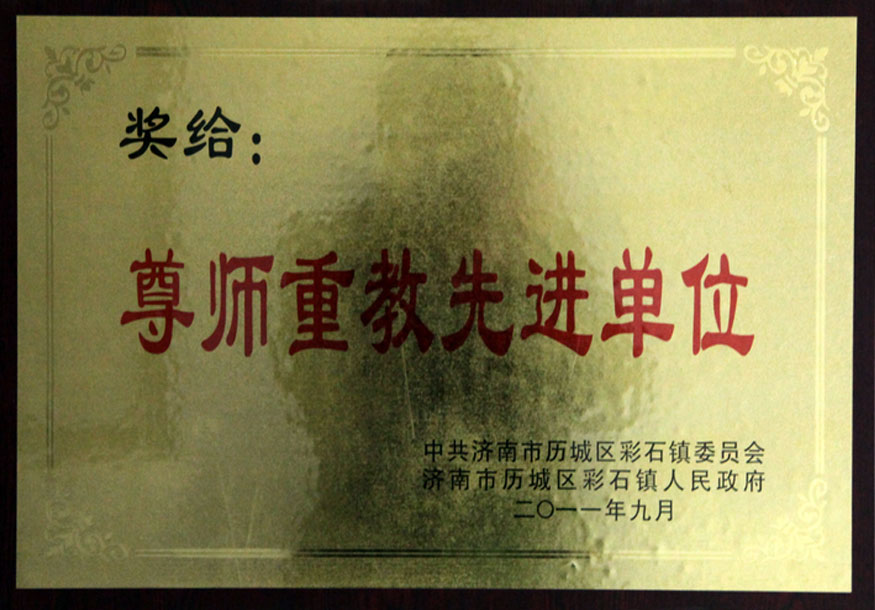 奖给：
尊师重教先进单位
中共济南市历城区彩石镇委员会
济南市历城区彩石镇人民政府
二〇一一年九月